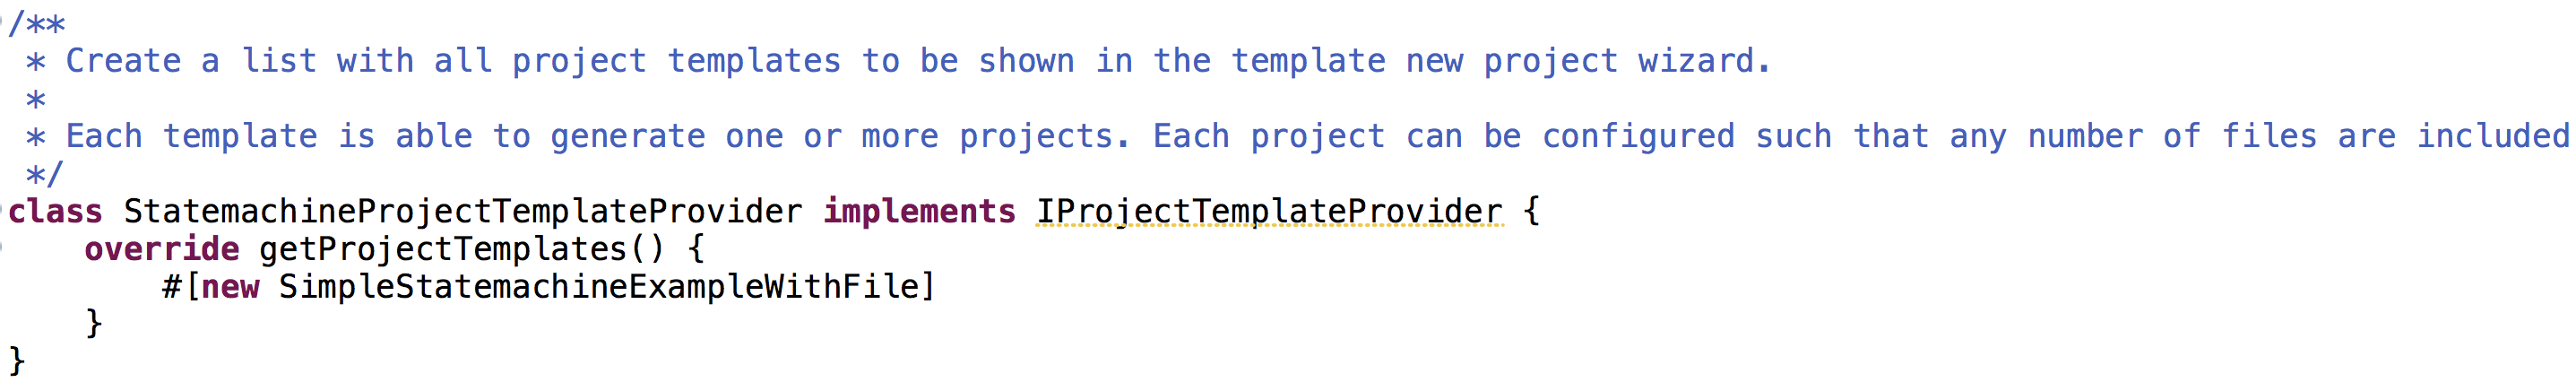 /**
 * Create a list with all project templates to be shown in the template new project wizard.
 *
 * Each template is able to generate one or more projects. Each project can be configured such that any number of files are included
 */
class StatemachineProjectTemplateProvider implements IProjectTemplateProvider {
    override getProjectTemplates() {
        #[new SimpleStatemachineExampleWithFile]
    }
}